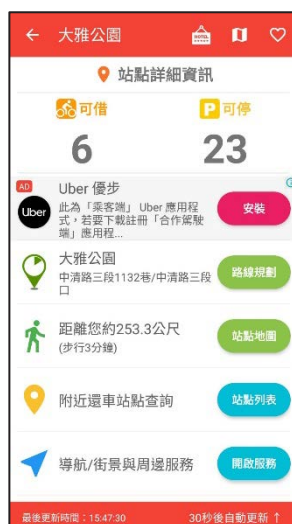 大雅公園
HOTEL
站點詳細資訊
可借
P 可停
6
23
AD
Uber 優步
Uber
此為「乘客端」 Uber 應用程
式，若要下載註冊「合作駕駛
端」應用程...
安裝
大雅公園
中清路三段1132巷/中清路三段
口
路線規劃
距離您約253.3公尺
(步行3分鐘)
站點地圖
附近還車站點查詢
站點列表
導航/街景與周邊服務
開啟服務
最後更新時間：15:47:30
30秒後自動更新 ↑